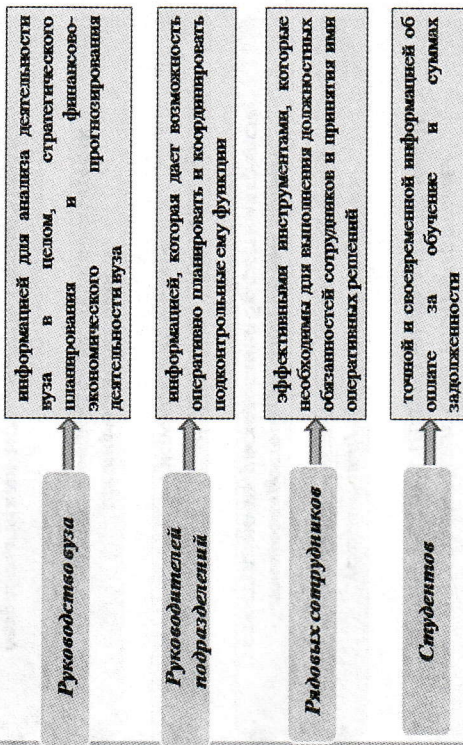 Руководство вуза
информацией для анализа деятельности
вуза в целом, стратегического
планирования и финансово-
экономического прогнозирования
деятельности вуза
Руководителей
подразделений
информацией, которая дает возможность
оперативно планировать и координировать
подконтрольные ему функции
Рядовых сотрудников
эффективными инструментами, которые
необходимы для выполнения должностных
обязанностей сотрудников и принятия ими
оперативных решений
Студентов
точной и своевременной информацией об
оплате за обучение и суммах
задолженности